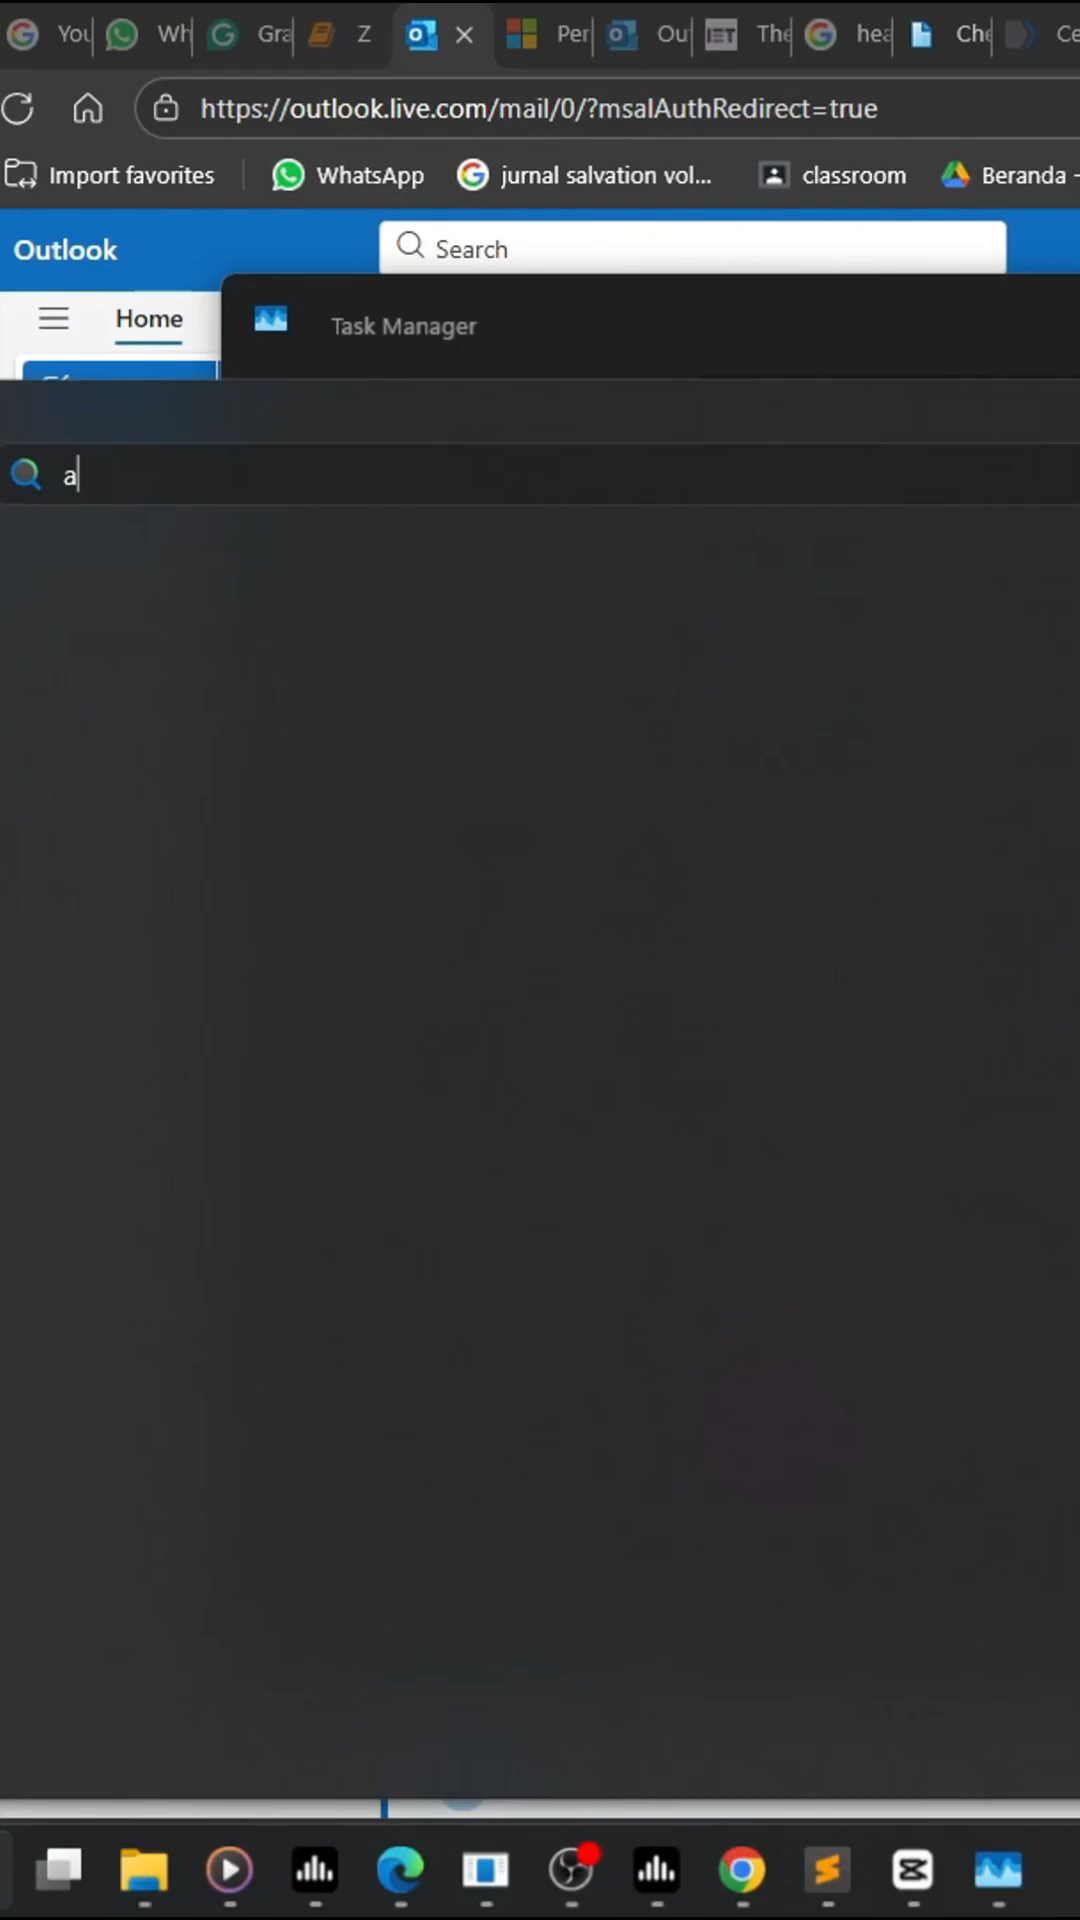 You Wh Gra Z Per Ou The hea Che Ce
https://outlook.live.com/mail/0/?msalAuthRedirect=true
Import favorites WhatsApp jurnal salvation vol... classroom Beranda -
Outlook Search
Home
Task Manager
a